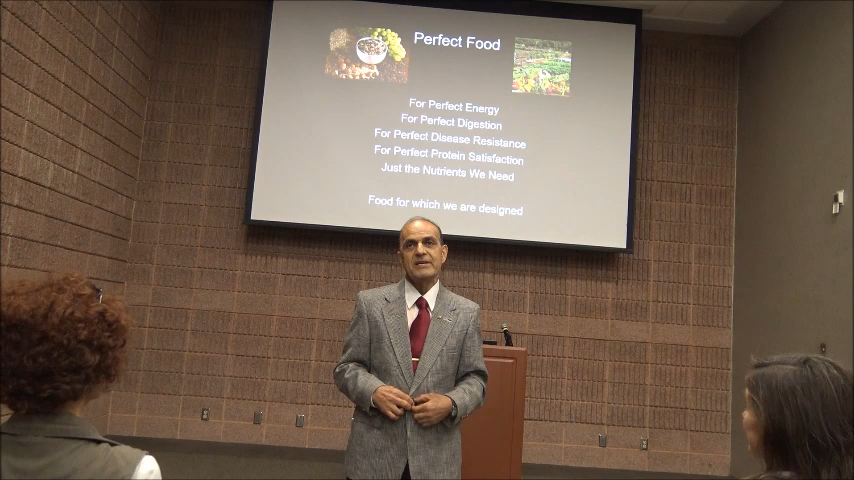 Perfect Food
For Perfect Energy
For Perfect Digestion
For Perfect Disease Resistance
For Perfect Protein Satisfaction
Just the Nutrients We Need
Food for which we are designed